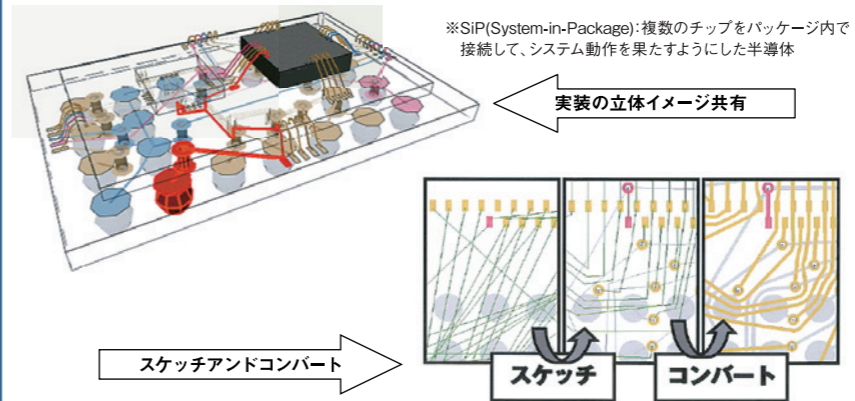 ※SiP(System-in-Package):複数のチップをパッケージ内で
接続して、システム動作を果たすようにした半導体
実装の立体イメージ共有
スケッチアンドコンバート
スケッチ
コンバート